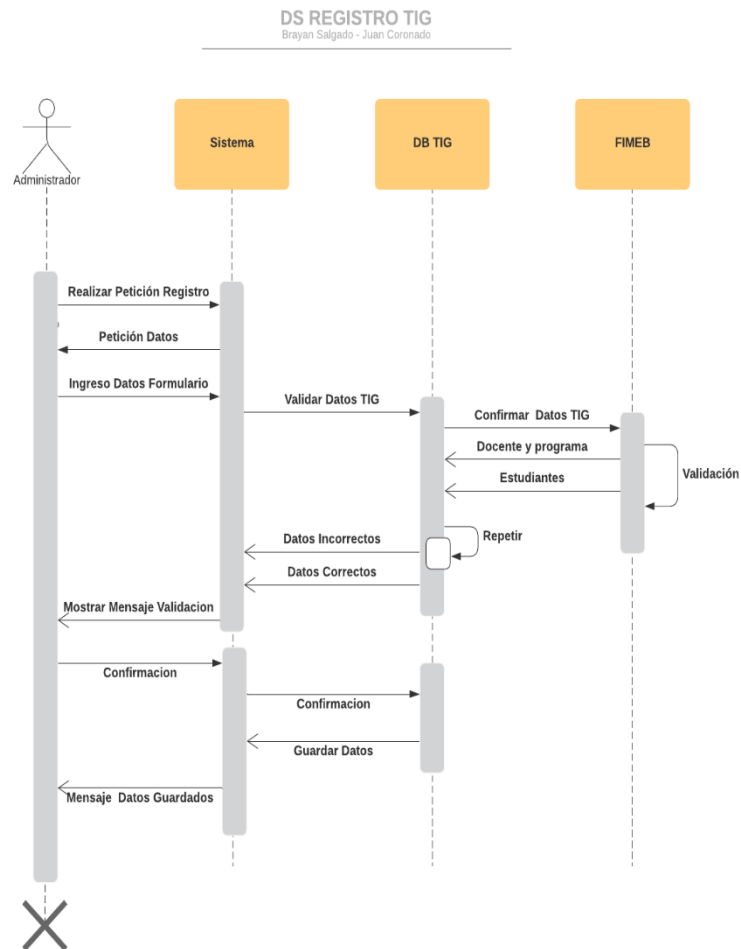 DS REGISTRO TIG
Brayan Salgado - Juan Coronado
Administrador
Sistema
DB TIG
FIMEB
Realizar Petición Registro
Petición Datos
Ingreso Datos Formulario
Validar Datos TIG
Confirmar Datos TIG
Docente y programa
Validación
Estudiantes
Repetir
Datos Incorrectos
Datos Correctos
Mostrar Mensaje Validacion
Confirmacion
Confirmacion
Guardar Datos
Mensaje Datos Guardados